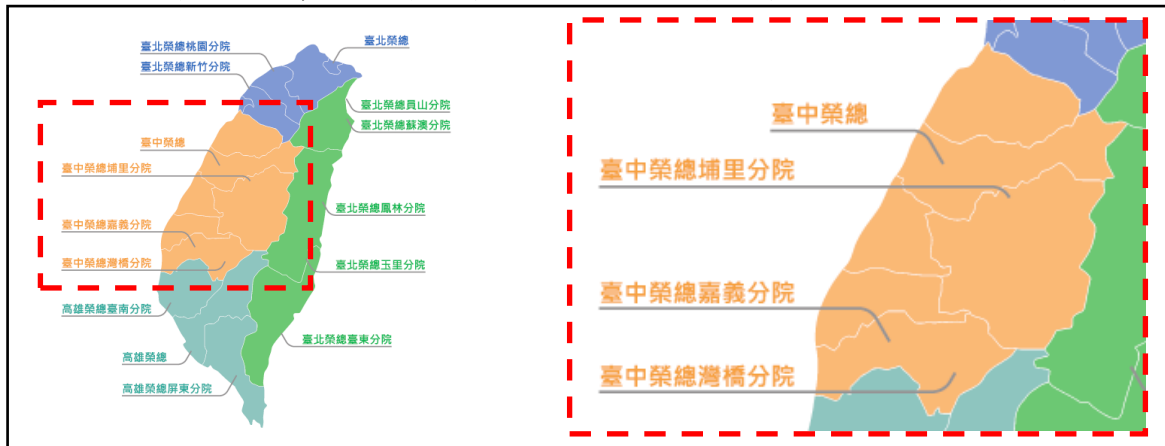 臺北榮總桃園分院
臺北榮總
臺北榮總新竹分院
臺北榮總員山分院
臺北榮總蘇澳分院
臺中榮總
臺中榮總埔里分院
臺北榮總鳳林分院
臺中榮總嘉義分院
臺中榮總灣橋分院
臺北榮總玉里分院
高雄榮總臺南分院
臺北榮總臺東分院
高雄榮總
高雄榮總屏東分院
臺中榮總
臺中榮總埔里分院
臺中榮總嘉義分院
臺中榮總灣橋分院